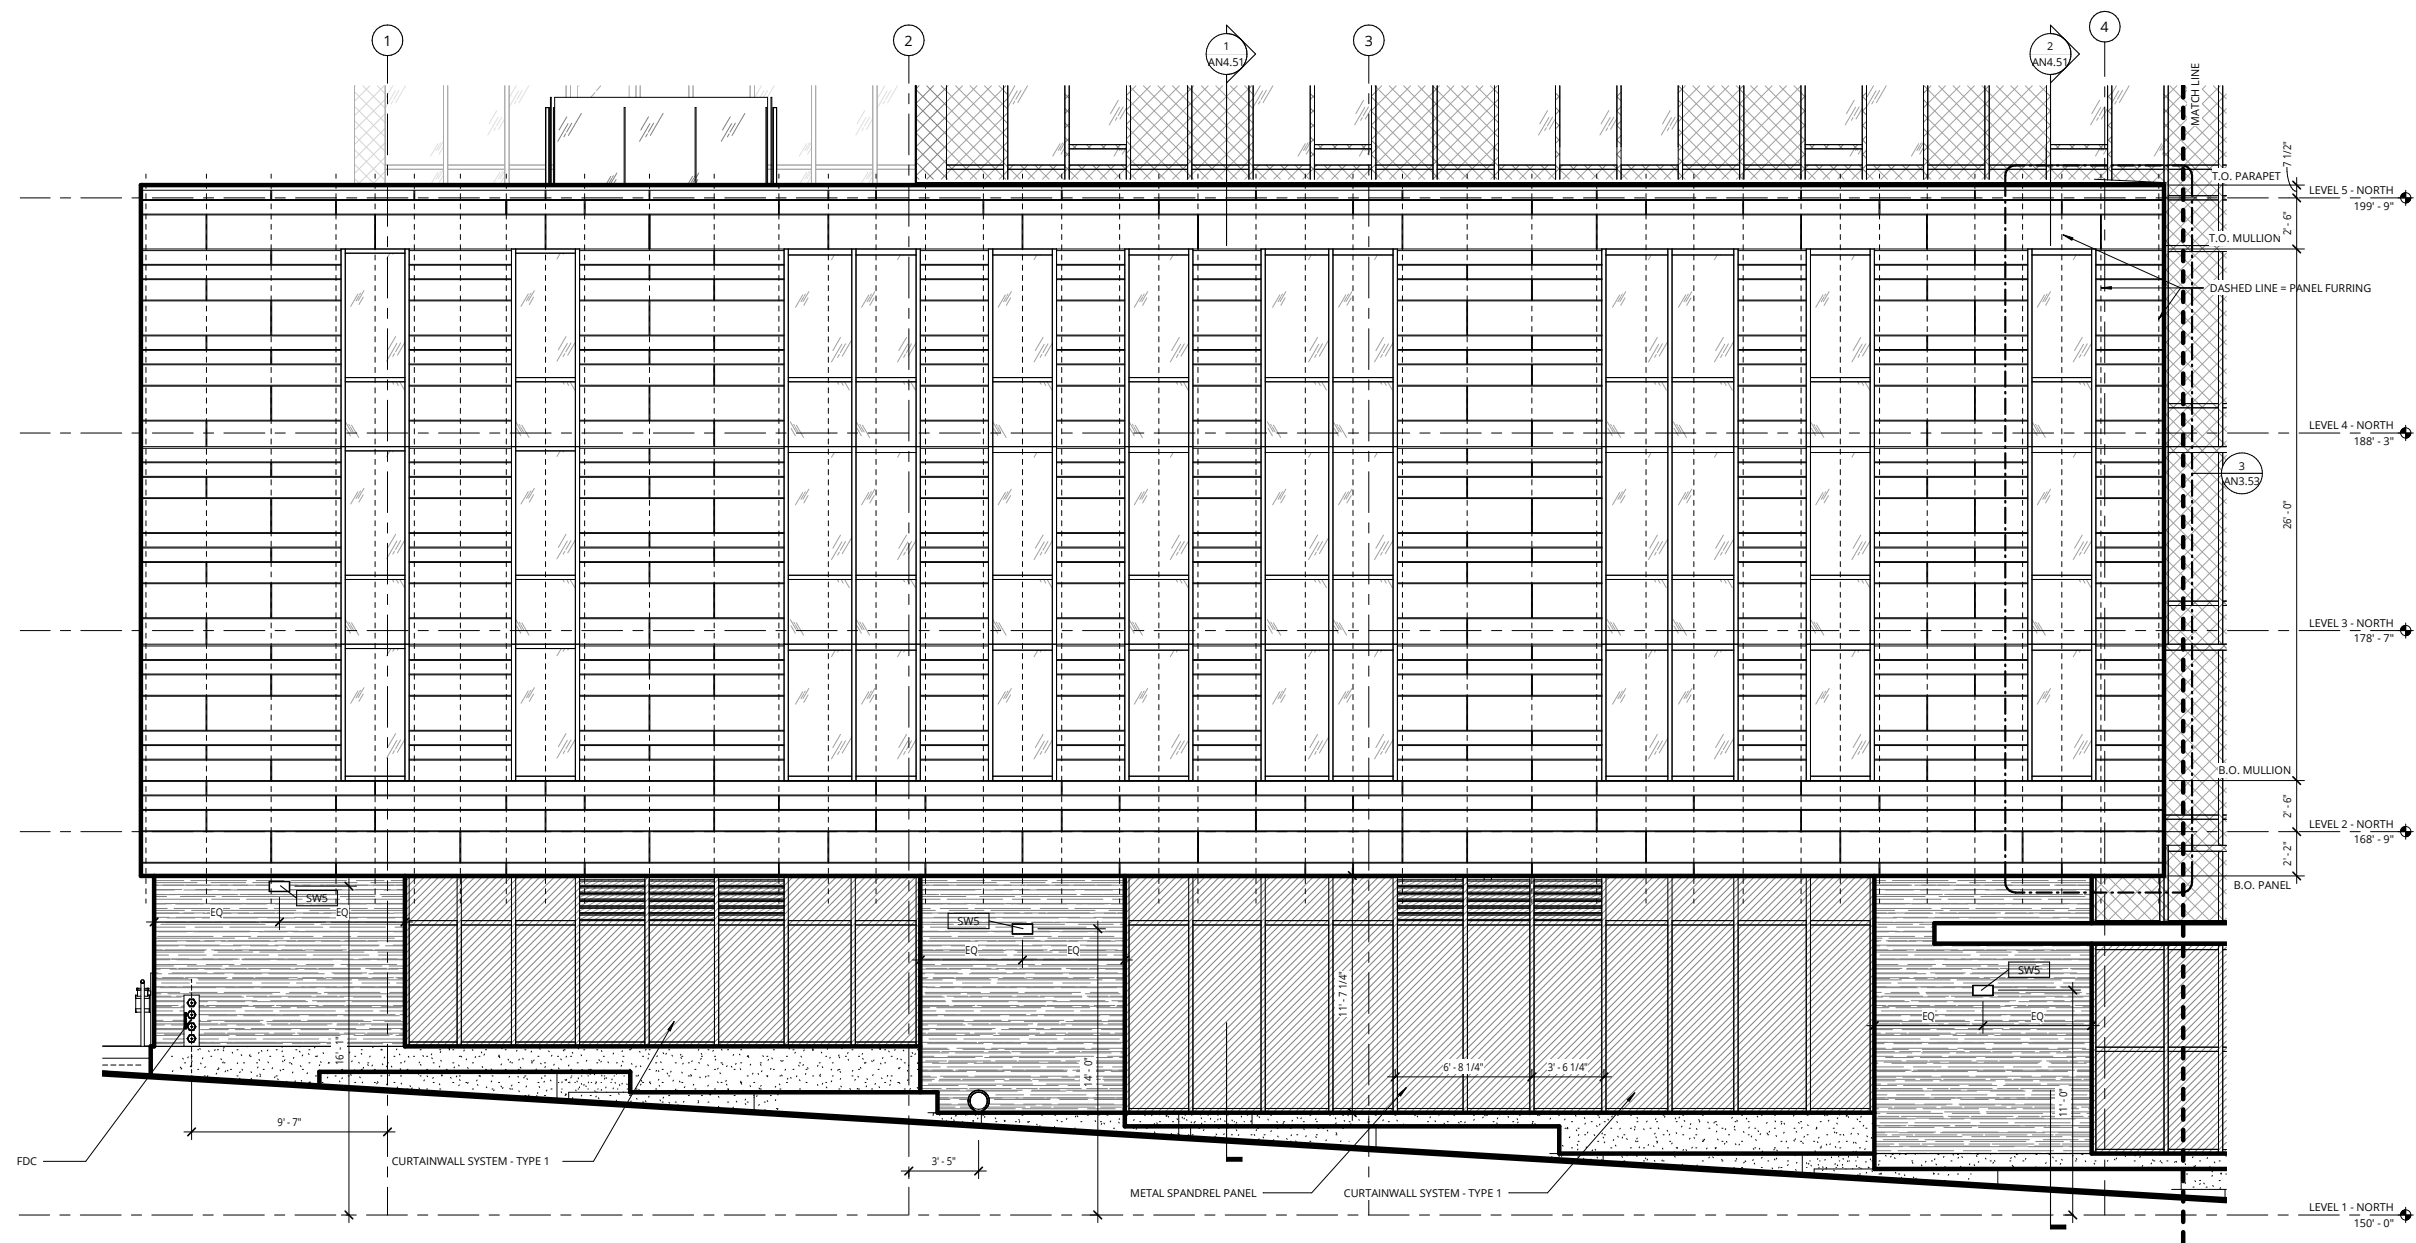 1
2
1
AN4.51
3
2
AN4.51
4
MATCH LINE
7 1/2"
T.O. PARAPET
LEVEL 5 - NORTH
199' - 9"
2' - 6"
T.O. MULLION
DASHED LINE = PANEL FURRING
LEVEL 4 - NORTH
188' - 3"
3
AN3.53
26' - 0"
LEVEL 3 - NORTH
178' - 7"
B.O. MULLION
2' - 6"
LEVEL 2 - NORTH
168' - 9"
2' - 2"
B.O. PANEL
SW5
EQ
EQ
SW5
EQ
EQ
SW5
EQ
EQ
11' - 7 1/4"
16' - 1"
14' - 0"
6' - 8 1/4"
3' - 6 1/4"
11' - 0"
9' - 7"
FDC
CURTAINWALL SYSTEM - TYPE 1
3' - 5"
METAL SPANDREL PANEL
CURTAINWALL SYSTEM - TYPE 1
LEVEL 1 - NORTH
150' - 0"